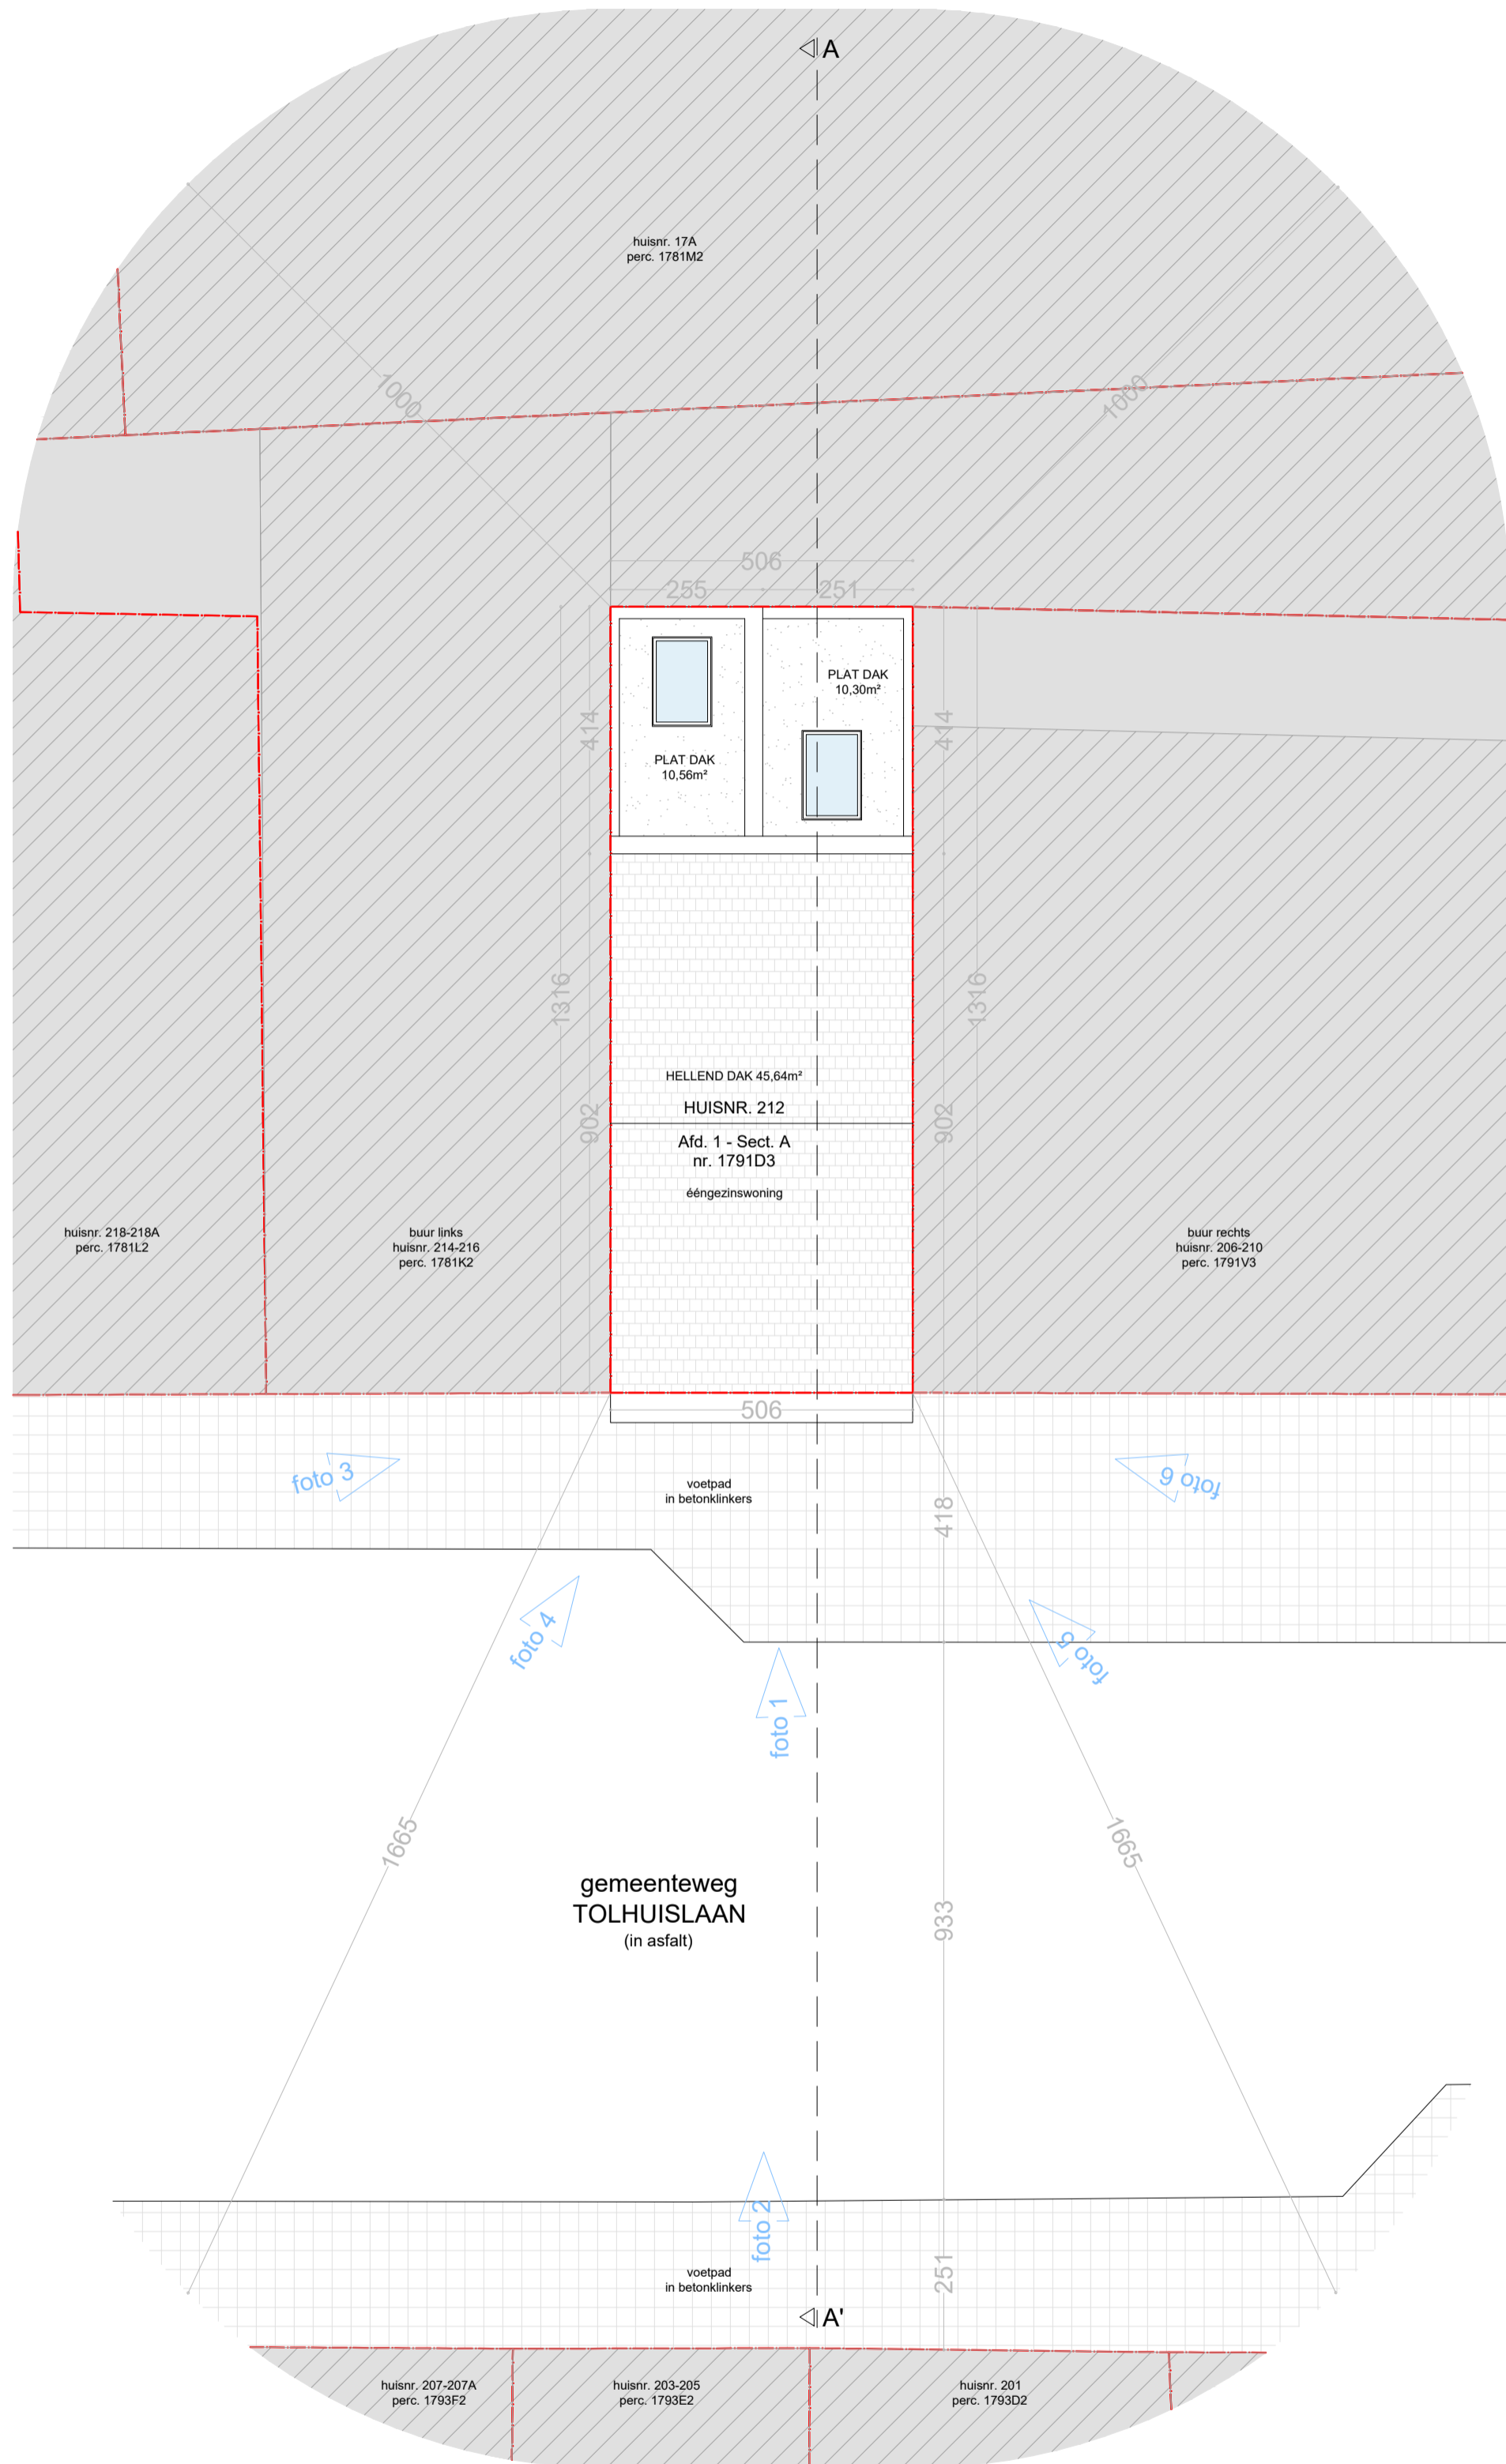 A
huisnr. 17A
perc. 1781M2
1000
1000
506
255
251
414
414
PLAT DAK
10,30m²
PLAT DAK
10,56m²
1316
1316
HELLEND DAK 45,64m²
HUISNR. 212
902
902
Afd. 1 - Sect. A
nr. 1791D3
ééngezinswoning
huisnr. 218-218A
perc. 1781L2
buur links
huisnr. 214-216
perc. 1781K2
buur rechts
huisnr. 206-210
perc. 1791V3
506
foto 3
foto 6
voetpad
in betonklinkers
418
foto 4
foto 5
foto 1
1665
1665
gemeenteweg
TOLHUISLAAN
(in asfalt)
933
foto 2
voetpad
in betonklinkers
251
A'
huisnr. 207-207A
perc. 1793F2
huisnr. 203-205
perc. 1793E2
huisnr. 201
perc. 1793D2